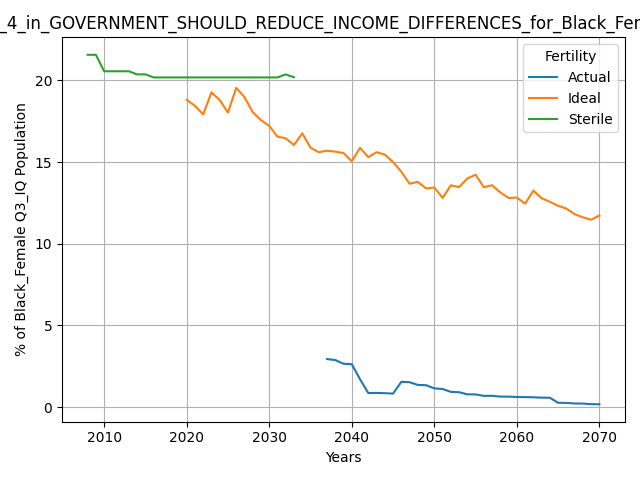 _4_in_GOVERNMENT_SHOULD_REDUCE_INCOME_DIFFERENCES_for_Black_Fem
Fertility
Actual
Ideal
Sterile
% of Black_Female Q3_IQ Population
20
15
10
5
0
2010 2020 2030 2040 2050 2060 2070
Years